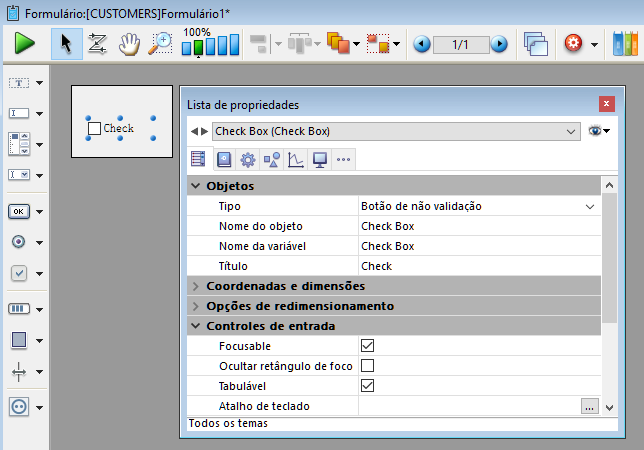 Formulário:[CUSTOMERS]Formulário1*
100%
1/1
T
OK
Check
Lista de propriedades
Check Box (Check Box)
Objetos
Tipo Botão de não validação
Nome do objeto Check Box
Nome da variável Check Box
Título Check
Coordenadas e dimensões
Opções de redimensionamento
Controles de entrada
Focusable
Ocultar retângulo de foco
Tabulável
Atalho de teclado ...
Todos os temas